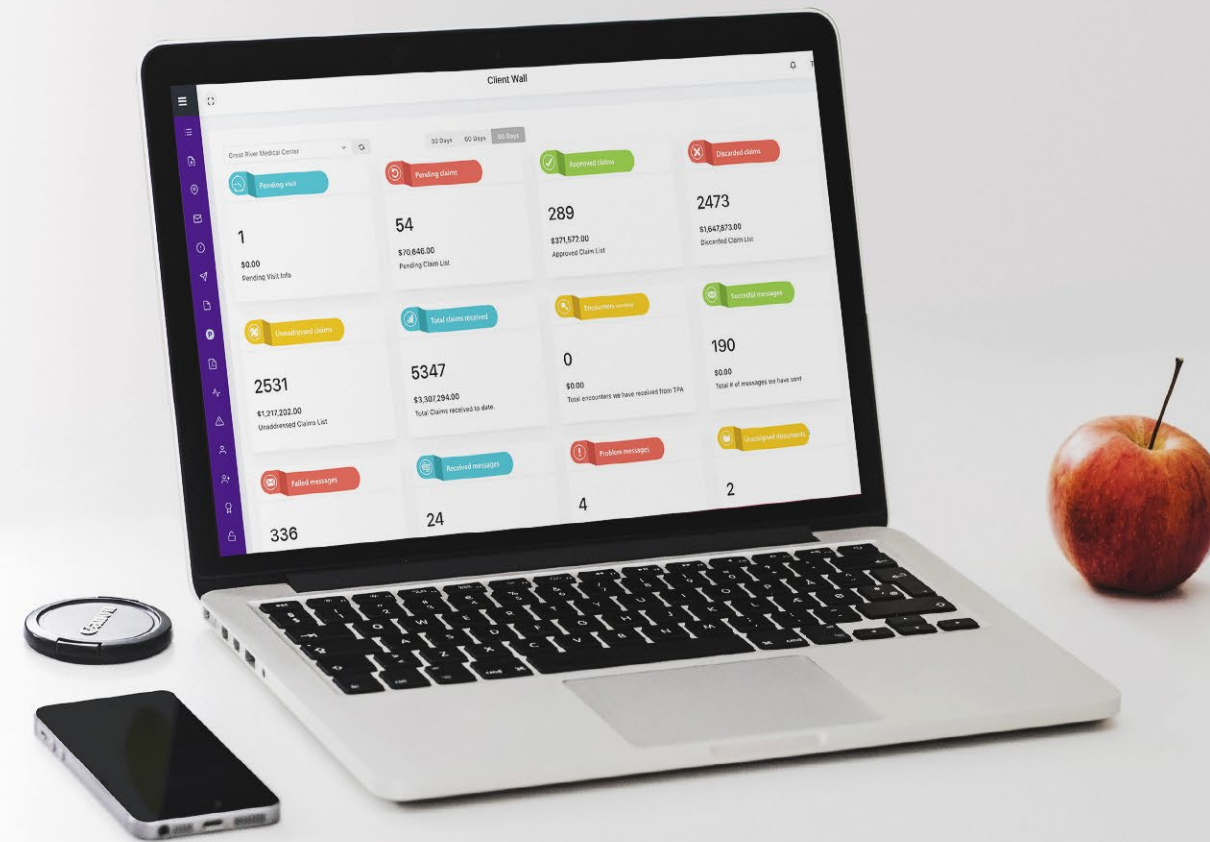 Client Wall
Great River Medical Center
30 Days 60 Days 90 Days
Pending visit
1
$0.00
Pending Visit Info
Pending claims
54
$70,646.00
Pending Claim List
Approved claims
289
$371,572.00
Approved Claim List
Discarded claims
2473
$1,647,873.00
Discarded Claim List
Unaddressed claims
2531
$1,217,202.00
Unaddressed Claims List
Total claims received
5347
$3,307,294.00
Total Claims received to date.
Encounters
0
$0.00
Total encounters we have received from TPA
messages
190
$0.00
Total # of messages we have sent
Failed messages
336
Received messages
24
Problem messages
4
Unassigned documents
2